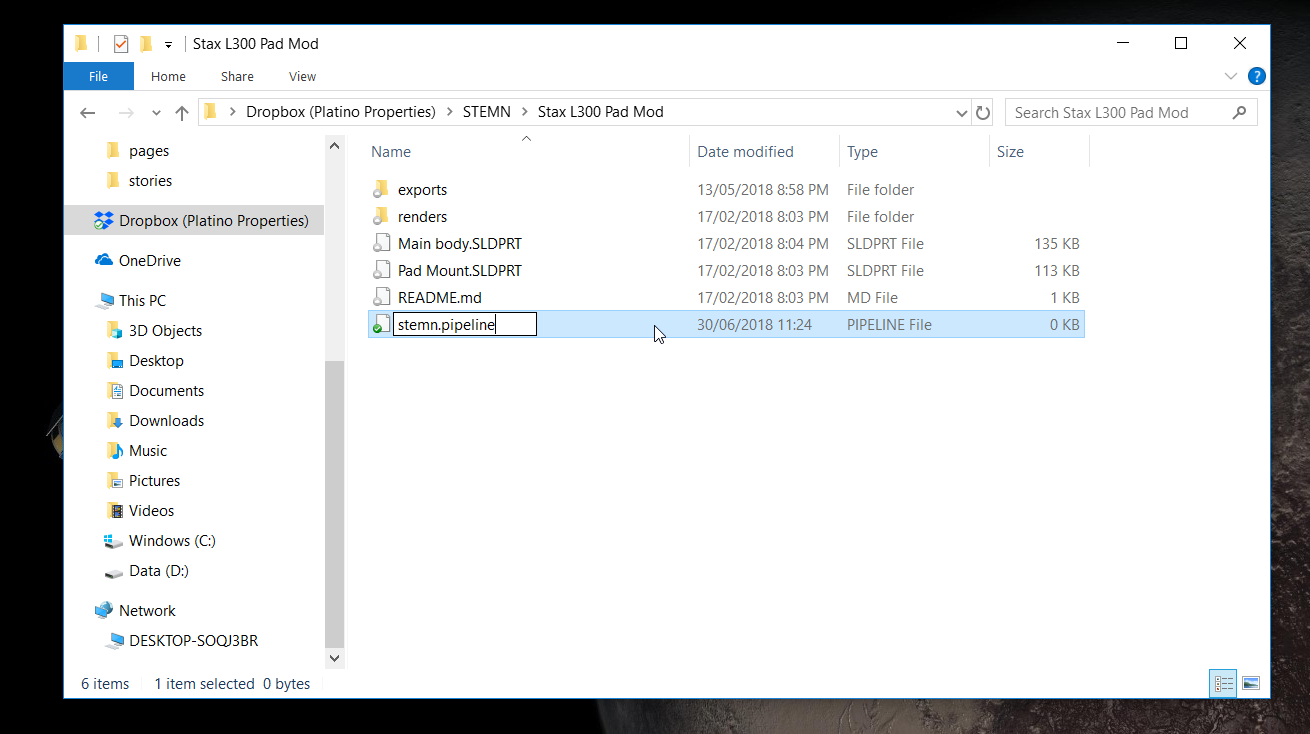 Stax L300 Pad Mod
File Home Share View
?
Dropbox (Platino Properties) STEMN Stax L300 Pad Mod
Search Stax L300 Pad Mod
pages
stories
Dropbox (Platino Properties)
OneDrive
This PC
3D Objects
Desktop
Documents
Downloads
Music
Pictures
Videos
Windows (C:)
Data (D:)
Network
DESKTOP-SOQJ3BR
Name Date modified Type Size
exports 13/05/2018 8:58 PM File folder
renders 17/02/2018 8:03 PM File folder
Main body.SLDPRT 17/02/2018 8:04 PM SLDPRT File 135 KB
Pad Mount.SLDPRT 17/02/2018 8:03 PM SLDPRT File 113 KB
README.md 17/02/2018 8:03 PM MD File 1 KB
stemn.pipeline 30/06/2018 11:24 PIPELINE File 0 KB
6 items 1 item selected 0 bytes